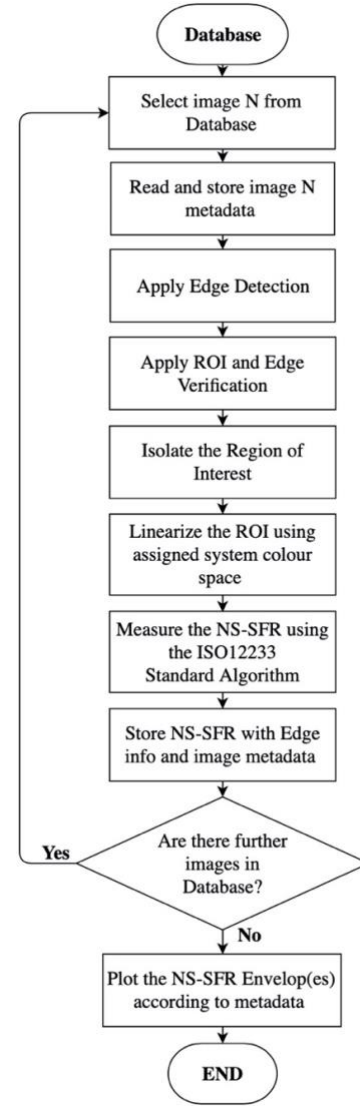 Database
Select image N from
Database
Read and store image N
metadata
Apply Edge Detection
Apply ROI and Edge
Verification
Isolate the Region of
Interest
Linearize the ROI using
assigned system colour
space
Measure the NS-SFR using
the ISO12233
Standard Algorithm
Store NS-SFR with Edge
info and image metadata
Are there further
images in
Database?
Yes
No
Plot the NS-SFR Envelop(es)
according to metadata
END